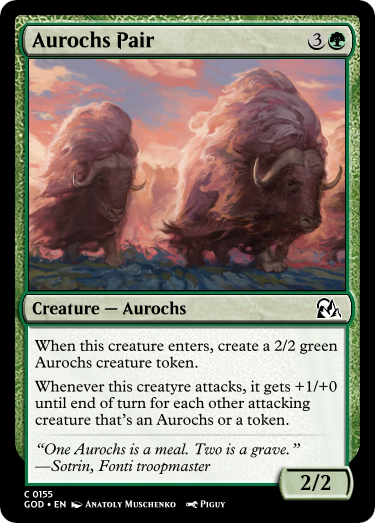 Aurochs Pair 3
Creature — Aurochs
When this creature enters, create a 2/2 green
Aurochs creature token.
Whenever this creatyre attacks, it gets +1/+0
until end of turn for each other attacking
creature that's an Aurochs or a token.
“One Aurochs is a meal. Two is a grave.”
—Sotrin, Fonti troopmaster
2/2
C 0155
GOD • EN Anatoly Muschenko Piguy